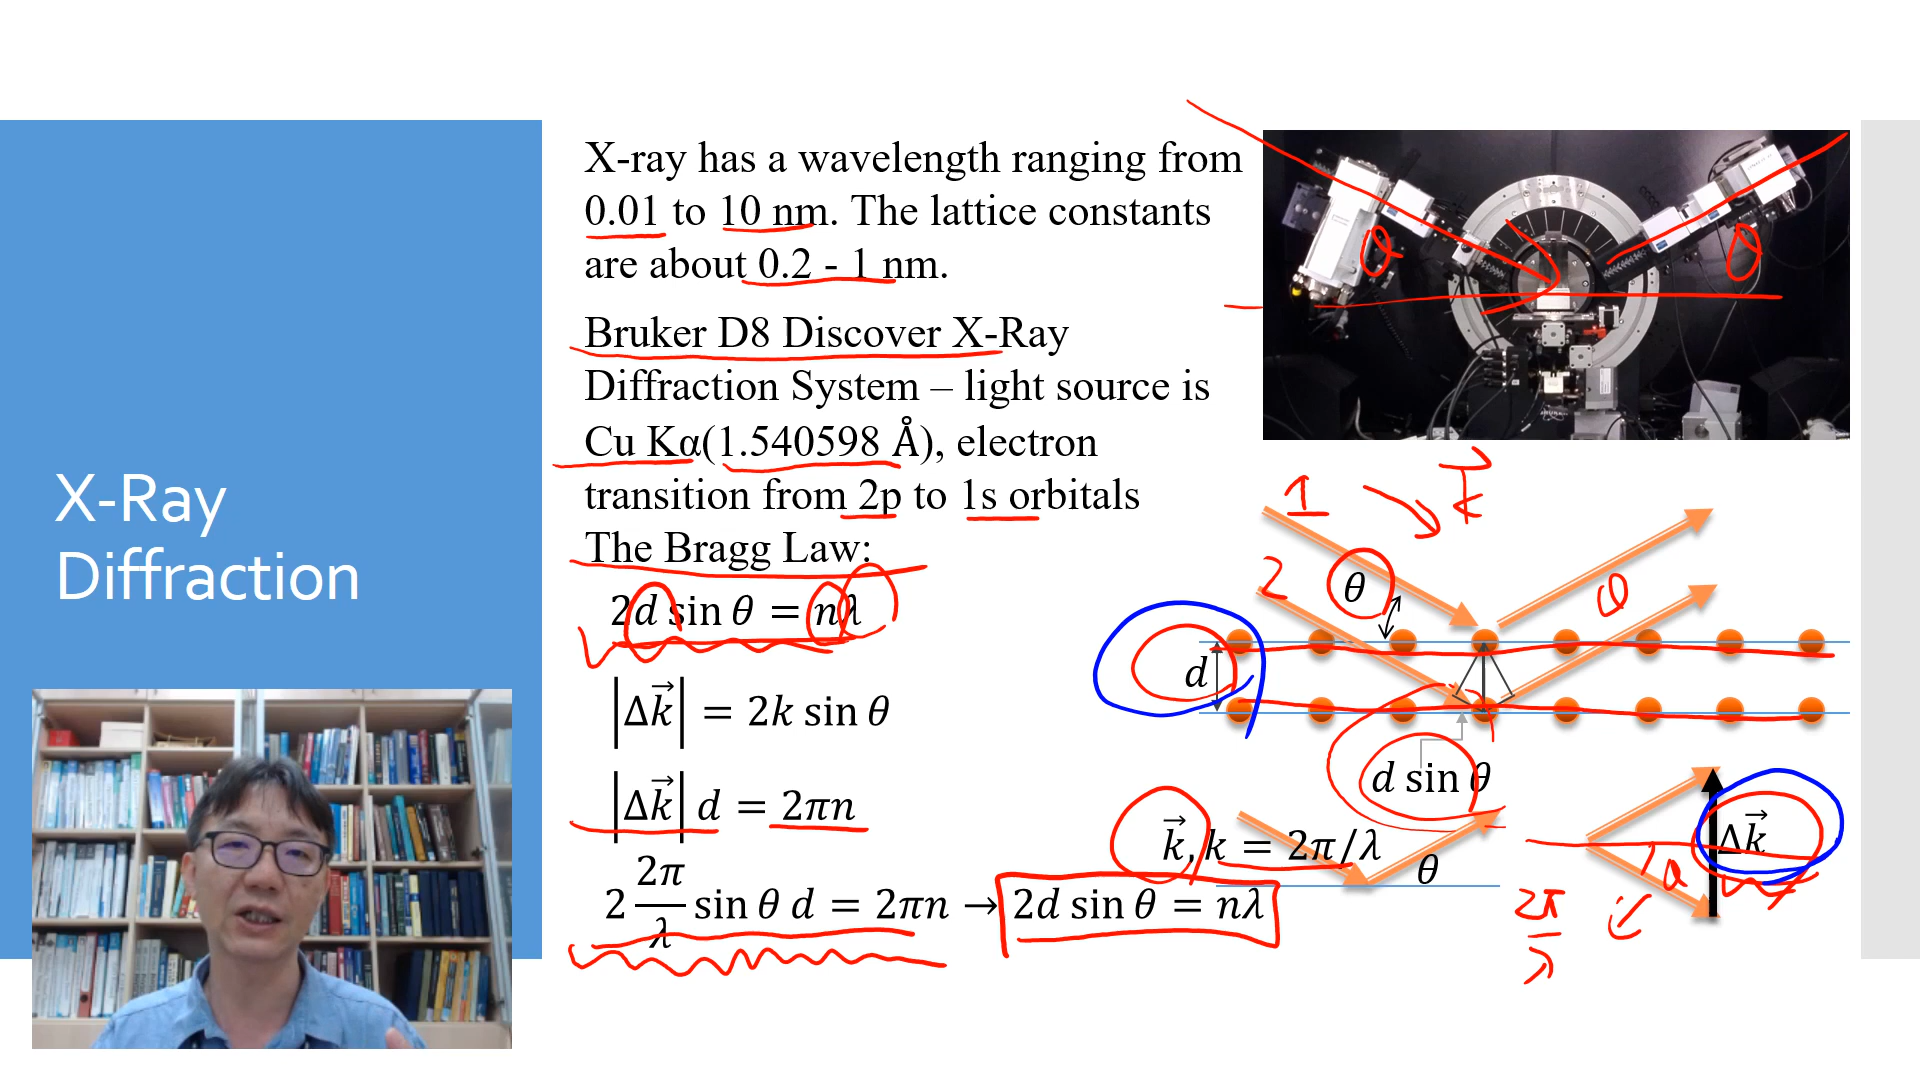 X-Ray
Diffraction
X-ray has a wavelength ranging from
0.01 to 10 nm. The lattice constants
are about 0.2 - 1 nm.
Bruker D8 Discover X-Ray
Diffraction System – light source is
Cu Kα(1.540598 Å), electron
transition from 2p to 1s orbitals
The Bragg Law:
2d sin θ = nλ
|Δk⃗| = 2k sin θ
|Δk⃗| d = 2πn
2 2π/λ sin θ d = 2πn → 2d sin θ = nλ
θ
θ
1
k⃗
2
θ
θ
d
d sin θ
k⃗, k = 2π/λ
θ
Δk⃗
2π
λ